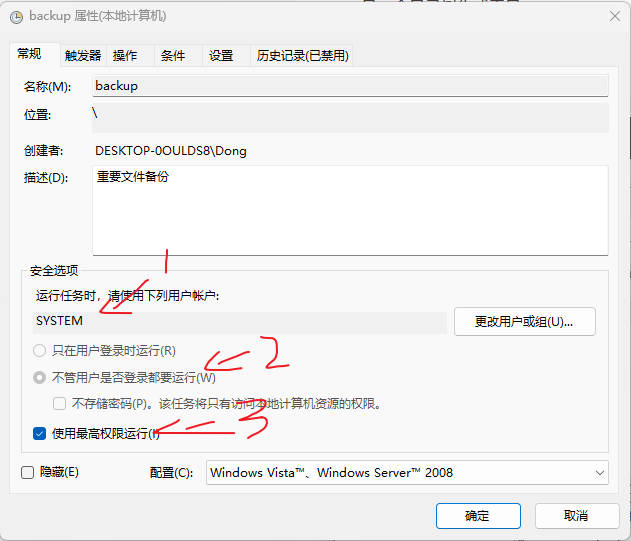 backup 属性(本地计算机)
常规 触发器 操作 条件 设置 历史记录(已禁用)
名称(M): backup
位置: \
创建者: DESKTOP-0OULDS8\Dong
描述(D): 重要文件备份
1
安全选项
运行任务时，请使用下列用户帐户:
SYSTEM 更改用户或组(U)...
只在用户登录时运行(R)
不管用户是否登录都要运行(W) 2
不存储密码(P)。该任务将只有访问本地计算机资源的权限。
使用最高权限运行(I) 3
隐藏(E) 配置(C): Windows Vista™、Windows Server™ 2008
确定 取消